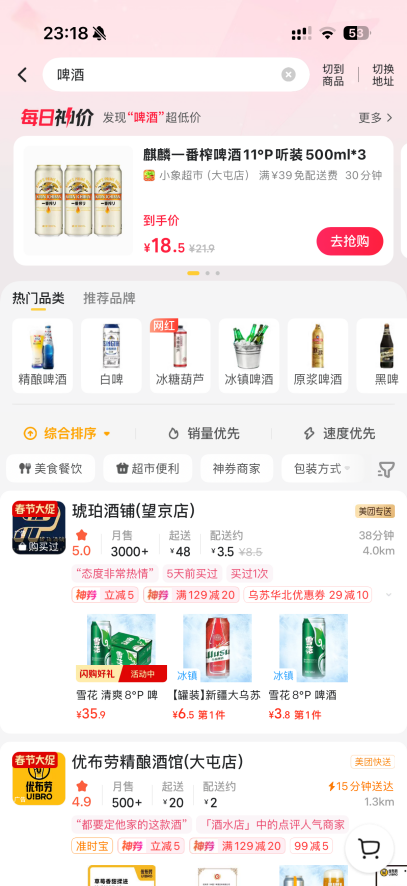 23:18
53
啤酒
切到商品
切换地址
每日神价 发现“啤酒”超低价 更多
麒麟一番榨啤酒11°P听装500ml*3
小象超市（大屯店） 满¥39免配送费 30分钟
到手价
¥18.5 ¥21.9
去抢购
热门品类 推荐品牌
网红
精酿啤酒 白啤 冰糖葫芦 冰镇啤酒 原浆啤酒 黑啤
综合排序 销量优先 速度优先
美食餐饮 超市便利 神券商家 包装方式
春节大促
购买过
琥珀酒铺(望京店)
美团专送
月售 起送 配送约 38分钟
5.0 3000+ ¥48 ¥3.5 ¥8.5 4.0km
“态度非常热情” 5天前买过 买过1次
神券 立减5 神券 满129减20 乌苏华北优惠券 29减10
闪购好礼 活动中
冰镇
冰镇
雪花 清爽8°P 啤 【罐装】新疆大乌苏 雪花8°P 啤酒
¥35.9 ¥6.5 第1件 ¥3.8 第1件
春节大促
优布劳
UIBRO
优布劳精酿酒馆(大屯店)
美团快送
月售 起送 配送约 15分钟送达
4.9 500+ ¥20 ¥2 1.3km
“都要定他家的这款酒” 「酒水店」中的点评人气商家
准时宝 神券 立减5 神券 满129减20 99减5
草莓香甜揉进